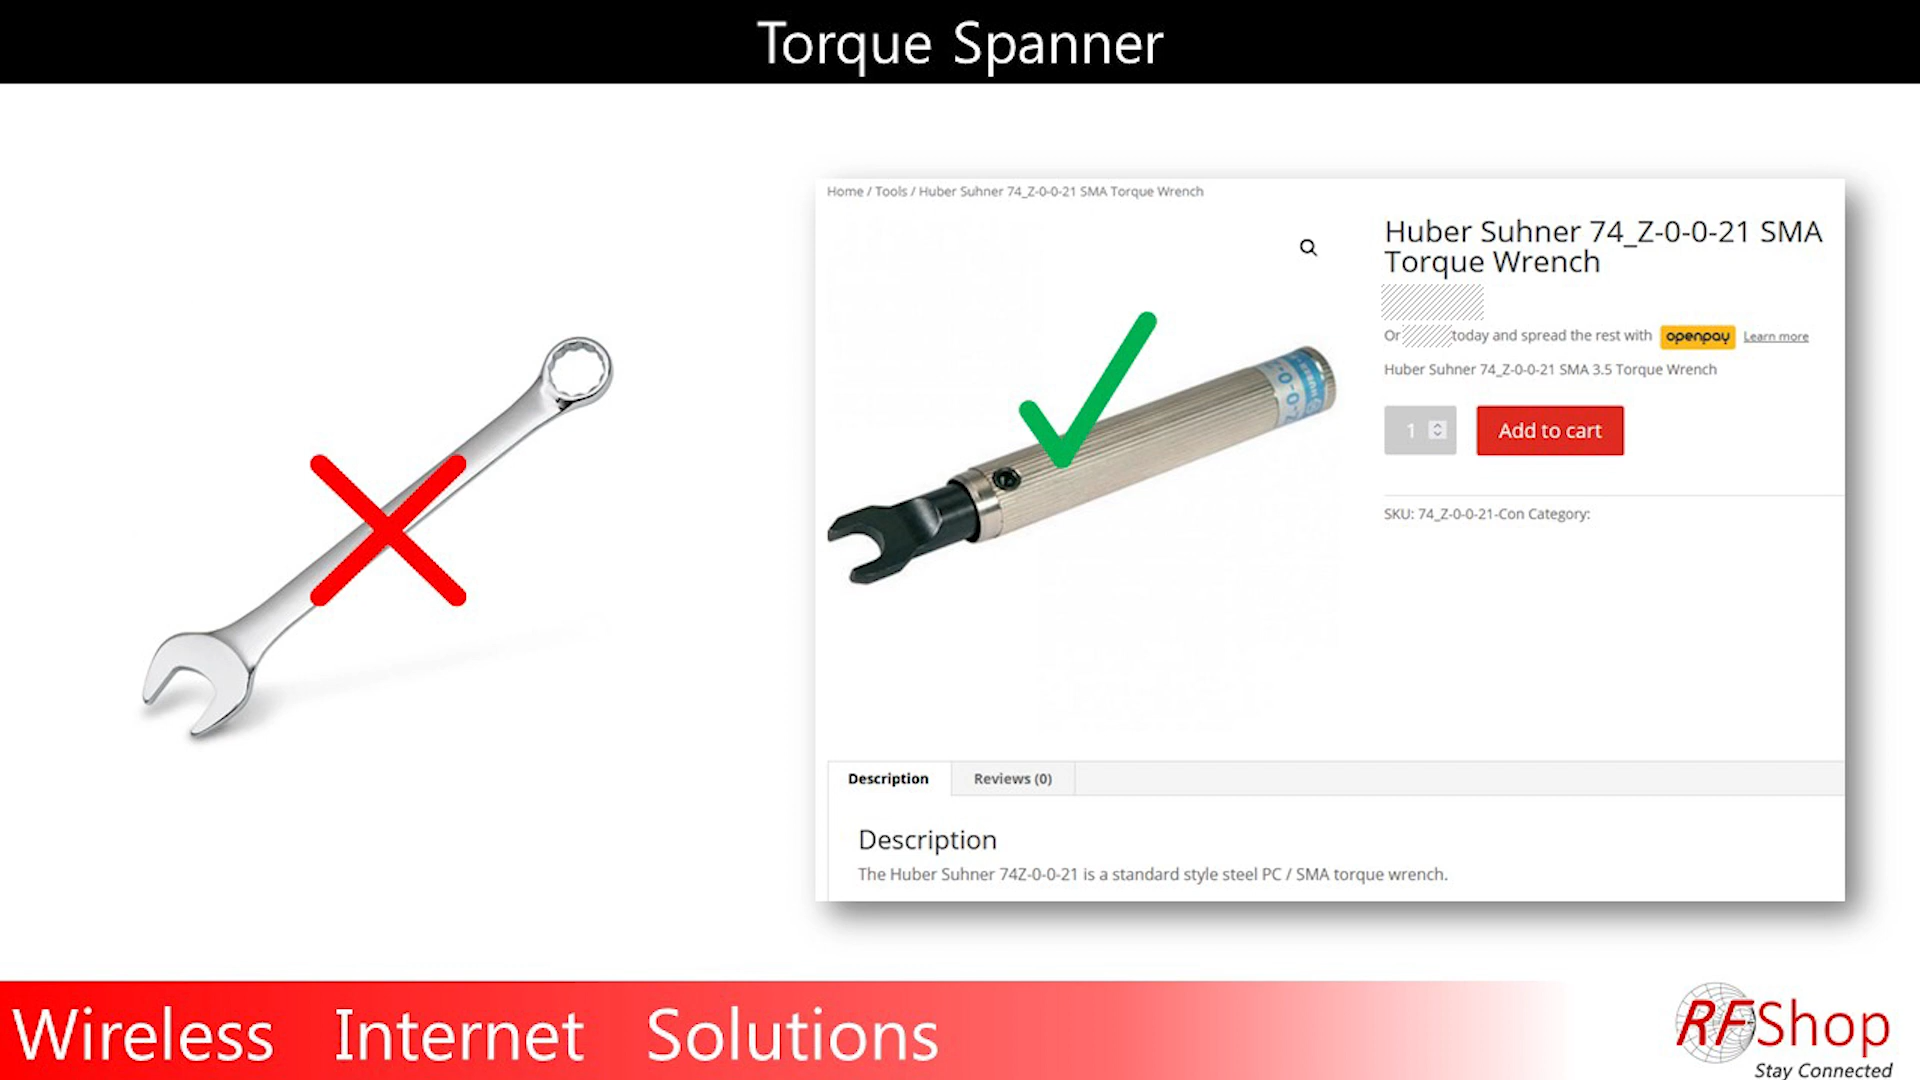 Torque Spanner
Home / Tools / Huber Suhner 74_Z-0-0-21 SMA Torque Wrench
Huber Suhner 74_Z-0-0-21 SMA
Torque Wrench
Or today and spread the rest with openpay Learn more
Huber Suhner 74_Z-0-0-21 SMA 3.5 Torque Wrench
1 Add to cart
SKU: 74_Z-0-0-21-Con Category:
Description Reviews (0)
Description
The Huber Suhner 74Z-0-0-21 is a standard style steel PC / SMA torque wrench.
Wireless Internet Solutions
RFShop
Stay Connected